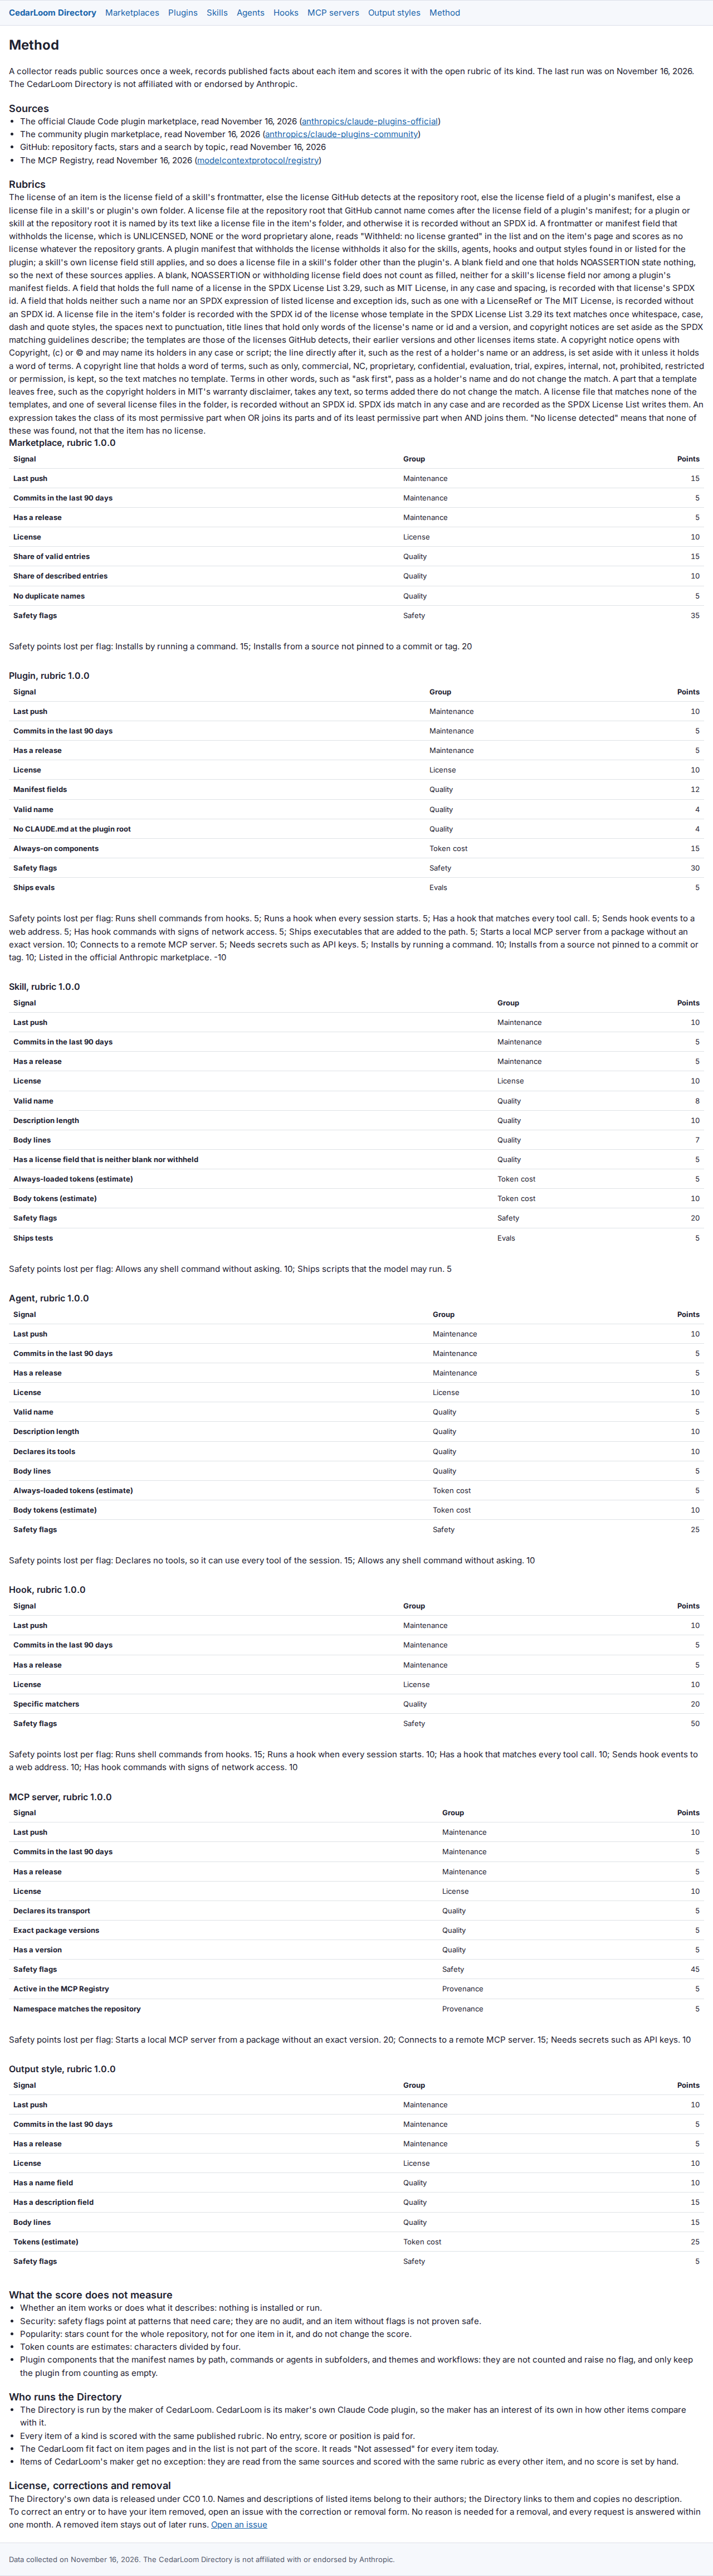 CedarLoom Directory Marketplaces Plugins Skills Agents Hooks MCP servers Output styles Method
Method
A collector reads public sources once a week, records published facts about each item and scores it with the open rubric of its kind. The last run was on November 16, 2026.
The CedarLoom Directory is not affiliated with or endorsed by Anthropic.
Sources
• The official Claude Code plugin marketplace, read November 16, 2026 (anthropics/claude-plugins-official)
• The community plugin marketplace, read November 16, 2026 (anthropics/claude-plugins-community)
• GitHub: repository facts, stars and a search by topic, read November 16, 2026
• The MCP Registry, read November 16, 2026 (modelcontextprotocol/registry)
Rubrics
The license of an item is the license field of a skill's frontmatter, else the license GitHub detects at the repository root, else the license field of a plugin's manifest, else a
license file in a skill's or plugin's own folder. A license file at the repository root that GitHub cannot name comes after the license field of a plugin's manifest; for a plugin or
skill at the repository root it is named by its text like a license file in the item's folder, and otherwise it is recorded without an SPDX id. A frontmatter or manifest field that
withholds the license, which is UNLICENSED, NONE or the word proprietary alone, reads "Withheld: no license granted" in the list and on the item's page and scores as no
license whatever the repository grants. A plugin manifest that withholds the license withholds it also for the skills, agents, hooks and output styles found in or listed for the
plugin; a skill's own license field still applies, and so does a license file in a skill's folder other than the plugin's. A blank field and one that holds NOASSERTION state nothing,
so the next of these sources applies. A blank, NOASSERTION or withholding license field does not count as filled, neither for a skill's license field nor among a plugin's
manifest fields. A field that holds the full name of a license in the SPDX License List 3.29, such as MIT License, in any case and spacing, is recorded with that license's SPDX
id. A field that holds neither such a name nor an SPDX expression of listed license and exception ids, such as one with a LicenseRef or The MIT License, is recorded without
an SPDX id. A license file in the item's folder is recorded with the SPDX id of the license whose template in the SPDX License List 3.29 its text matches once whitespace, case,
dash and quote styles, the spaces next to punctuation, title lines that hold only words of the license's name or id and a version, and copyright notices are set aside as the SPDX
matching guidelines describe; the templates are those of the licenses GitHub detects, their earlier versions and other licenses items state. A copyright notice opens with
Copyright, (c) or © and may name its holders in any case or script; the line directly after it, such as the rest of a holder's name or an address, is set aside with it unless it holds
a word of terms. A copyright line that holds a word of terms, such as only, commercial, NC, proprietary, confidential, evaluation, trial, expires, internal, not, prohibited, restricted
or permission, is kept, so the text matches no template. Terms in other words, such as "ask first", pass as a holder's name and do not change the match. A part that a template
leaves free, such as the copyright holders in MIT's warranty disclaimer, takes any text, so terms added there do not change the match. A license file that matches none of the
templates, and one of several license files in the folder, is recorded without an SPDX id. SPDX ids match in any case and are recorded as the SPDX License List writes them. An
expression takes the class of its most permissive part when OR joins its parts and of its least permissive part when AND joins them. "No license detected" means that none of
these was found, not that the item has no license.
Marketplace, rubric 1.0.0
Signal Group Points
Last push Maintenance 15
Commits in the last 90 days Maintenance 5
Has a release Maintenance 5
License License 10
Share of valid entries Quality 15
Share of described entries Quality 10
No duplicate names Quality 5
Safety flags Safety 35
Safety points lost per flag: Installs by running a command. 15; Installs from a source not pinned to a commit or tag. 20
Plugin, rubric 1.0.0
Signal Group Points
Last push Maintenance 10
Commits in the last 90 days Maintenance 5
Has a release Maintenance 5
License License 10
Manifest fields Quality 12
Valid name Quality 4
No CLAUDE.md at the plugin root Quality 4
Always-on components Token cost 15
Safety flags Safety 30
Ships evals Evals 5
Safety points lost per flag: Runs shell commands from hooks. 5; Runs a hook when every session starts. 5; Has a hook that matches every tool call. 5; Sends hook events to a
web address. 5; Has hook commands with signs of network access. 5; Ships executables that are added to the path. 5; Starts a local MCP server from a package without an
exact version. 10; Connects to a remote MCP server. 5; Needs secrets such as API keys. 5; Installs by running a command. 10; Installs from a source not pinned to a commit or
tag. 10; Listed in the official Anthropic marketplace. -10
Skill, rubric 1.0.0
Signal Group Points
Last push Maintenance 10
Commits in the last 90 days Maintenance 5
Has a release Maintenance 5
License License 10
Valid name Quality 8
Description length Quality 10
Body lines Quality 7
Has a license field that is neither blank nor withheld Quality 5
Always-loaded tokens (estimate) Token cost 5
Body tokens (estimate) Token cost 10
Safety flags Safety 20
Ships tests Evals 5
Safety points lost per flag: Allows any shell command without asking. 10; Ships scripts that the model may run. 5
Agent, rubric 1.0.0
Signal Group Points
Last push Maintenance 10
Commits in the last 90 days Maintenance 5
Has a release Maintenance 5
License License 10
Valid name Quality 5
Description length Quality 10
Declares its tools Quality 10
Body lines Quality 5
Always-loaded tokens (estimate) Token cost 5
Body tokens (estimate) Token cost 10
Safety flags Safety 25
Safety points lost per flag: Declares no tools, so it can use every tool of the session. 15; Allows any shell command without asking. 10
Hook, rubric 1.0.0
Signal Group Points
Last push Maintenance 10
Commits in the last 90 days Maintenance 5
Has a release Maintenance 5
License License 10
Specific matchers Quality 20
Safety flags Safety 50
Safety points lost per flag: Runs shell commands from hooks. 15; Runs a hook when every session starts. 10; Has a hook that matches every tool call. 10; Sends hook events to
a web address. 10; Has hook commands with signs of network access. 10
MCP server, rubric 1.0.0
Signal Group Points
Last push Maintenance 10
Commits in the last 90 days Maintenance 5
Has a release Maintenance 5
License License 10
Declares its transport Quality 5
Exact package versions Quality 5
Has a version Quality 5
Safety flags Safety 45
Active in the MCP Registry Provenance 5
Namespace matches the repository Provenance 5
Safety points lost per flag: Starts a local MCP server from a package without an exact version. 20; Connects to a remote MCP server. 15; Needs secrets such as API keys. 10
Output style, rubric 1.0.0
Signal Group Points
Last push Maintenance 10
Commits in the last 90 days Maintenance 5
Has a release Maintenance 5
License License 10
Has a name field Quality 10
Has a description field Quality 15
Body lines Quality 15
Tokens (estimate) Token cost 25
Safety flags Safety 5
What the score does not measure
• Whether an item works or does what it describes: nothing is installed or run.
• Security: safety flags point at patterns that need care; they are no audit, and an item without flags is not proven safe.
• Popularity: stars count for the whole repository, not for one item in it, and do not change the score.
• Token counts are estimates: characters divided by four.
• Plugin components that the manifest names by path, commands or agents in subfolders, and themes and workflows: they are not counted and raise no flag, and only keep
the plugin from counting as empty.
Who runs the Directory
• The Directory is run by the maker of CedarLoom. CedarLoom is its maker's own Claude Code plugin, so the maker has an interest of its own in how other items compare
with it.
• Every item of a kind is scored with the same published rubric. No entry, score or position is paid for.
• The CedarLoom fit fact on item pages and in the list is not part of the score. It reads "Not assessed" for every item today.
• Items of CedarLoom's maker get no exception: they are read from the same sources and scored with the same rubric as every other item, and no score is set by hand.
License, corrections and removal
The Directory's own data is released under CC0 1.0. Names and descriptions of listed items belong to their authors; the Directory links to them and copies no description.
To correct an entry or to have your item removed, open an issue with the correction or removal form. No reason is needed for a removal, and every request is answered within
one month. A removed item stays out of later runs. Open an issue
Data collected on November 16, 2026. The CedarLoom Directory is not affiliated with or endorsed by Anthropic.